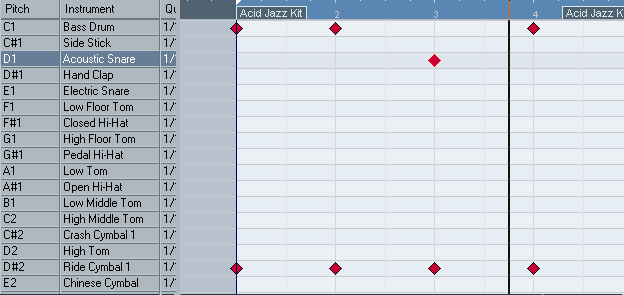 Pitch Instrument Qu Acid Jazz Kit 2 3 4 Acid Jazz K
C1 Bass Drum 1/
C#1 Side Stick 1/
D1 Acoustic Snare 1/
D#1 Hand Clap 1/
E1 Electric Snare 1/
F1 Low Floor Tom 1/
F#1 Closed Hi-Hat 1/
G1 High Floor Tom 1/
G#1 Pedal Hi-Hat 1/
A1 Low Tom 1/
A#1 Open Hi-Hat 1/
B1 Low Middle Tom 1/
C2 High Middle Tom 1/
C#2 Crash Cymbal 1 1/
D2 High Tom 1/
D#2 Ride Cymbal 1 1/
E2 Chinese Cymbal 1/